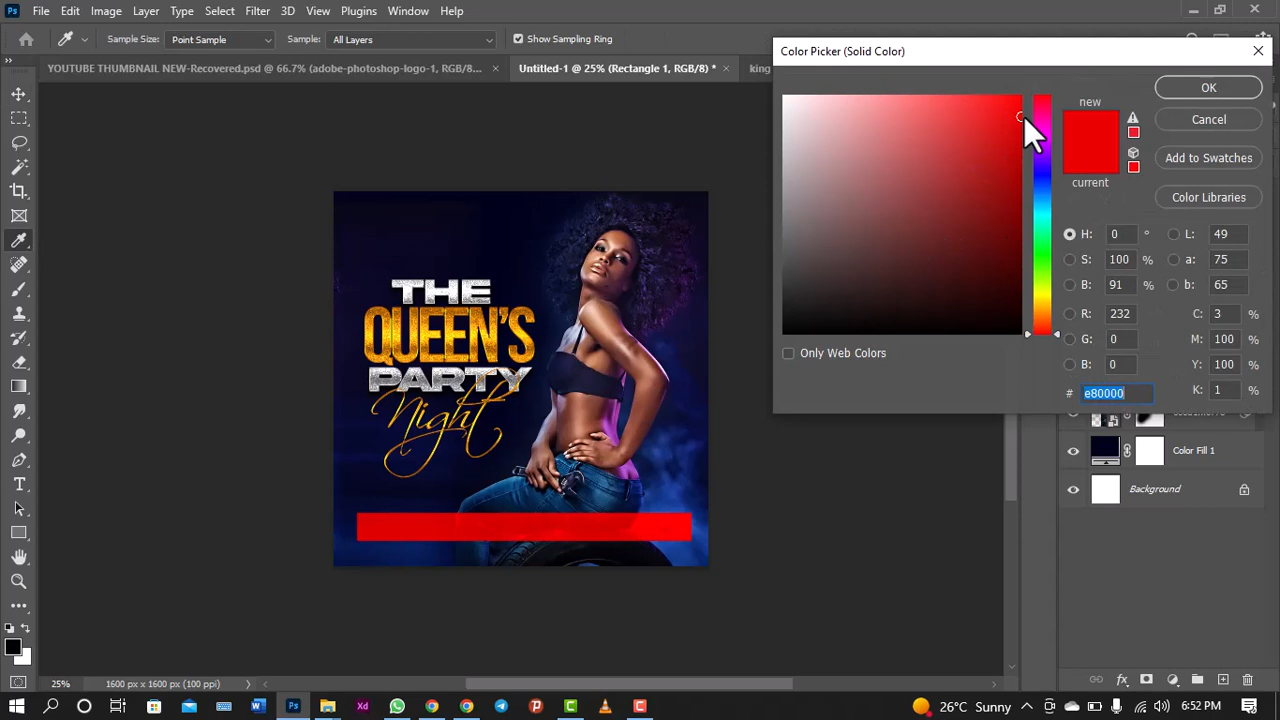 Ps File Edit Image Layer Type Select Filter 3D View Plugins Window Help
Sample Size: Point Sample Sample: All Layers Show Sampling Ring
YOUTUBE THUMBNAIL NEW-Recovered.psd @ 66.7% (adobe-photoshop-logo-1, RGB/8... × Untitled-1 @ 25% (Rectangle 1, RGB/8) * × king
Color Picker (Solid Color)
new
current
OK
Cancel
Add to Swatches
Color Libraries
H: 0 ° L: 49
S: 100 % a: 75
B: 91 % b: 65
R: 232 C: 3 %
G: 0 M: 100 %
B: 0 Y: 100 %
# e80000 K: 1 %
Only Web Colors
THE
QUEEN'S
PARTY
Night
Color Fill 1
Background
25% 1600 px x 1600 px (100 ppi)
26°C Sunny 6:52 PM